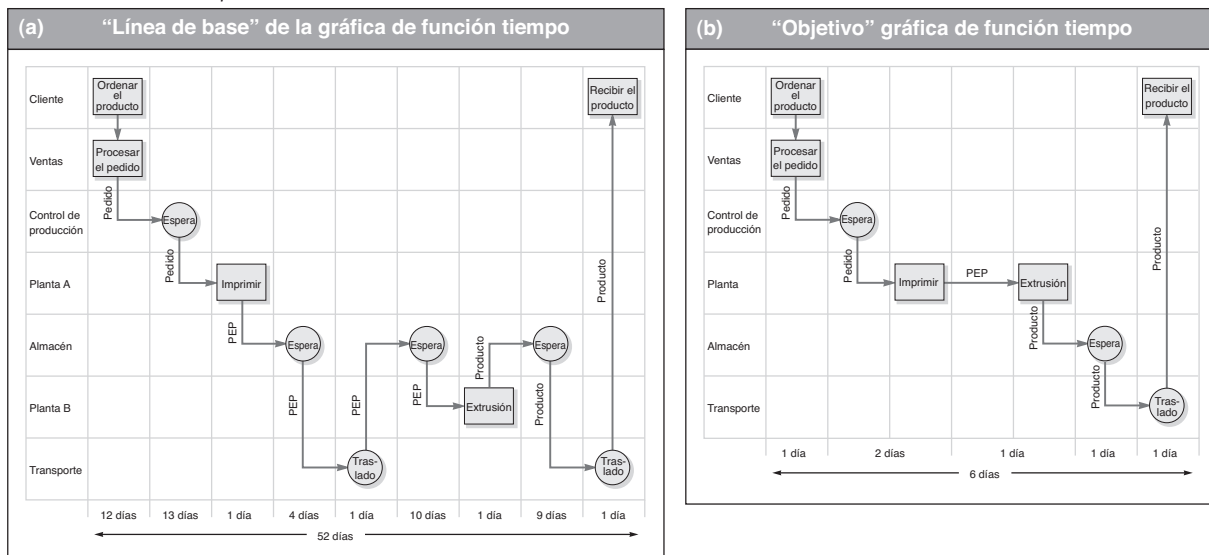 (a) “Línea de base” de la gráfica de función tiempo
Cliente
Ordenar
el
producto
Recibir el
producto
Ventas
Procesar
el pedido
Pedido
Control de
producción
Espera
Pedido
Planta A
Imprimir
PEP
Producto
Almacén
Espera
Espera
Espera
PEP
PEP
PEP
Producto
Producto
Planta B
Extrusión
Transporte
Tras-
lado
Tras-
lado
12 días
13 días
1 día
4 días
1 día
10 días
1 día
9 días
1 día
52 días
(b) “Objetivo” gráfica de función tiempo
Cliente
Ordenar
el
producto
Recibir el
producto
Ventas
Procesar
el pedido
Pedido
Control de
producción
Espera
Pedido
Producto
Planta
Imprimir
PEP
Extrusión
Producto
Almacén
Espera
Producto
Transporte
Tras-
lado
1 día
2 días
1 día
1 día
1 día
6 días